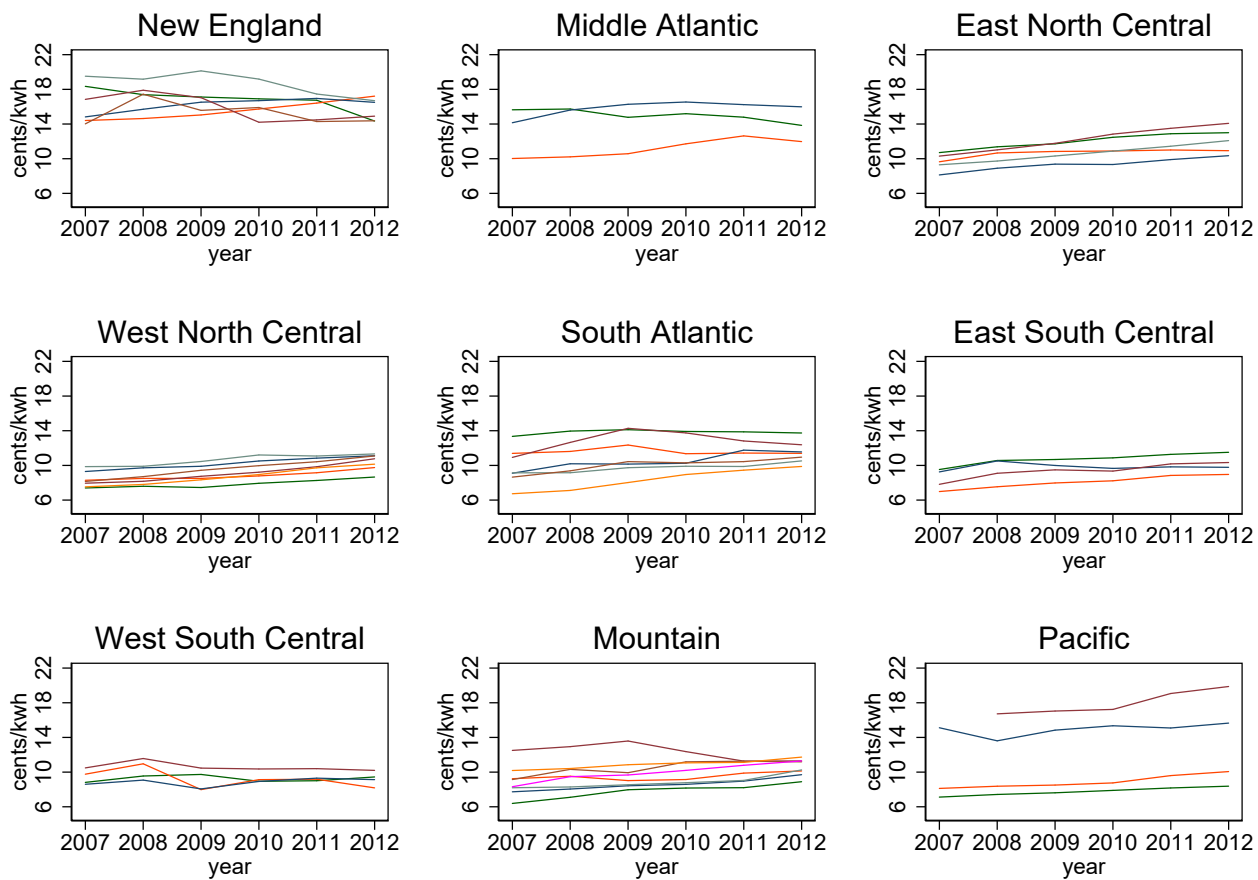 New England
Middle Atlantic
East North Central
cents/kwh
6 10 14 18 22
2007 2008 2009 2010 2011 2012
year
cents/kwh
6 10 14 18 22
2007 2008 2009 2010 2011 2012
year
cents/kwh
6 10 14 18 22
2007 2008 2009 2010 2011 2012
year
West North Central
South Atlantic
East South Central
cents/kwh
6 10 14 18 22
2007 2008 2009 2010 2011 2012
year
cents/kwh
6 10 14 18 22
2007 2008 2009 2010 2011 2012
year
cents/kwh
6 10 14 18 22
2007 2008 2009 2010 2011 2012
year
West South Central
Mountain
Pacific
cents/kwh
6 10 14 18 22
2007 2008 2009 2010 2011 2012
year
cents/kwh
6 10 14 18 22
2007 2008 2009 2010 2011 2012
year
cents/kwh
6 10 14 18 22
2007 2008 2009 2010 2011 2012
year